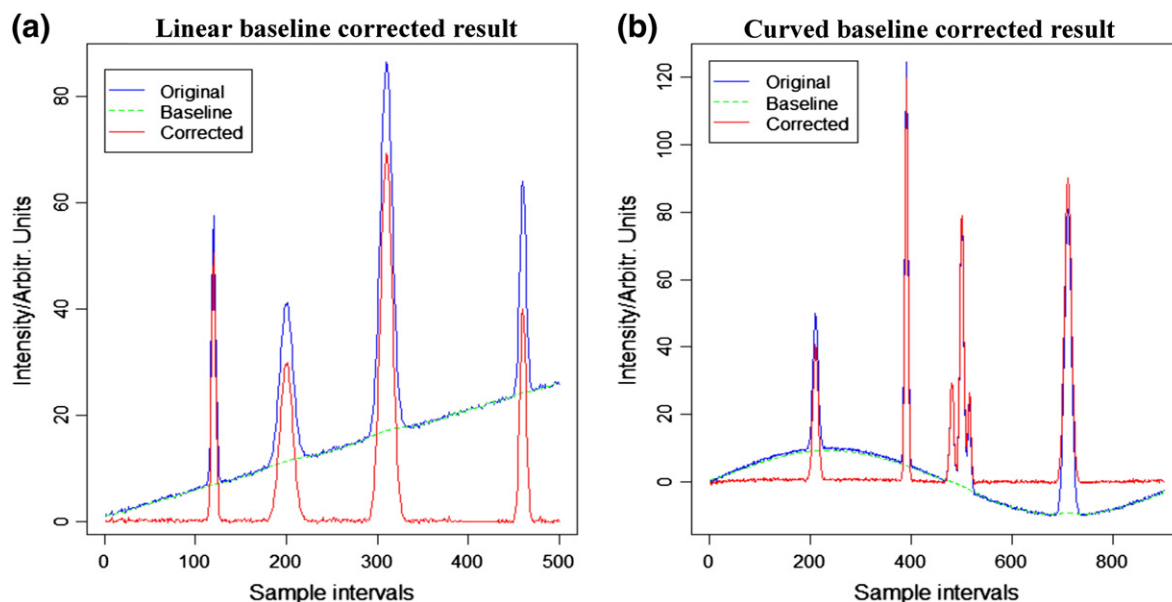 (a) Linear baseline corrected result
Original
Baseline
Corrected
Intensity/Arbitr. Units
0 20 40 60 80
0 100 200 300 400 500
Sample intervals
(b) Curved baseline corrected result
Original
Baseline
Corrected
Intensity/Arbitr. Units
0 20 40 60 80 100 120
0 200 400 600 800
Sample intervals